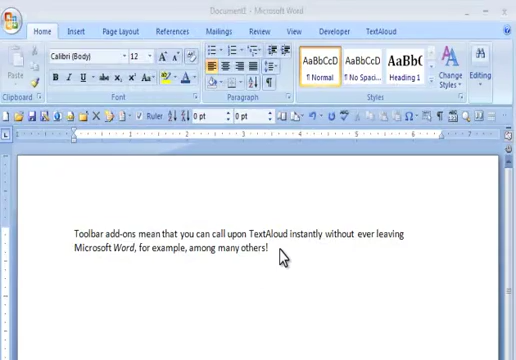 Document1 - Microsoft Word
Home Insert Page Layout References Mailings Review View Developer TextAloud
Calibri (Body) 12
Paste
B I U abc
AaBbCcD AaBbCcD AaBbC
¶ Normal ¶ No Spaci... Heading 1
Change Styles
Editing
Clipboard Font Paragraph Styles
Ruler 0 pt 0 pt
Toolbar add-ons mean that you can call upon TextAloud instantly without ever leaving
Microsoft Word, for example, among many others!